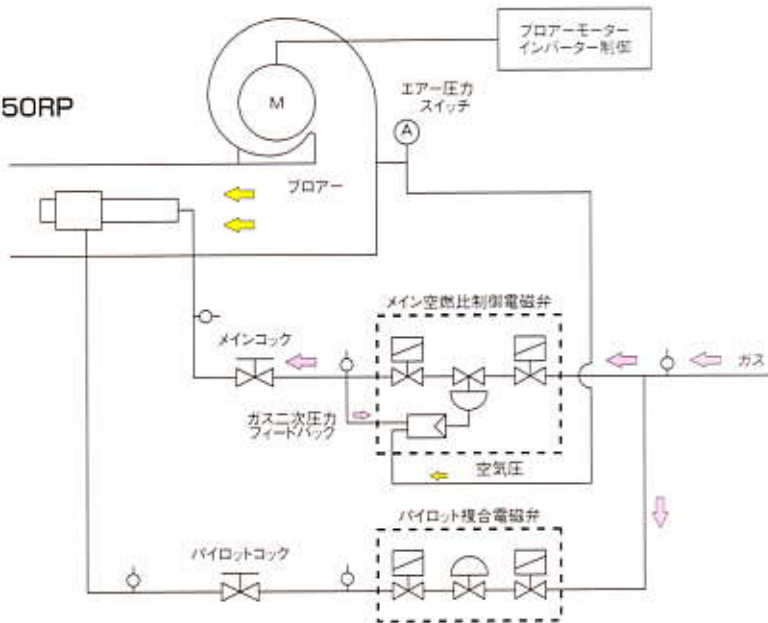 ブロアーモーター
インバーター制御
50RP
M
エアー圧力
スイッチ
A
ブロアー
メイン空燃比制御電磁弁
メインコック
ガス
ガス二次圧力
フィードバック
空気圧
パイロット複合電磁弁
パイロットコック